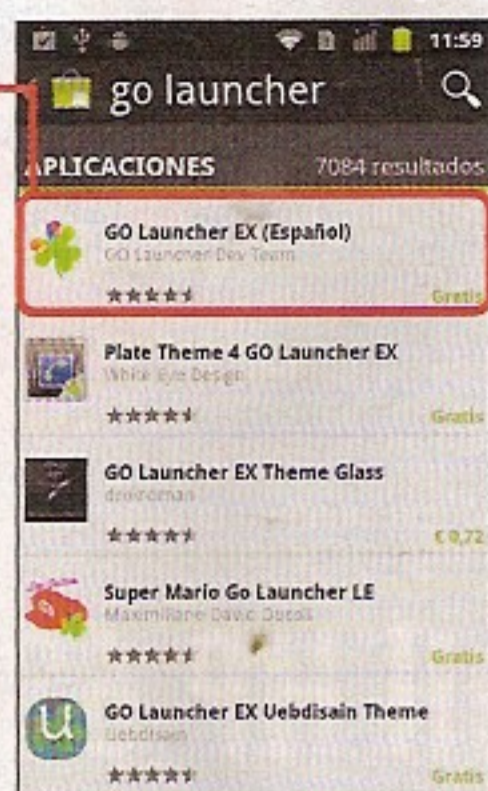 11:59
go launcher
APLICACIONES 7084 resultados
GO Launcher EX (Español)
GO Launcher Dev Team
Gratis
Plate Theme 4 GO Launcher EX
White Eye Design
Gratis
GO Launcher EX Theme Glass
€ 0,72
Super Mario Go Launcher LE
Maximiliano David
Gratis
GO Launcher EX Uebdisain Theme
Uebdisain
Gratis